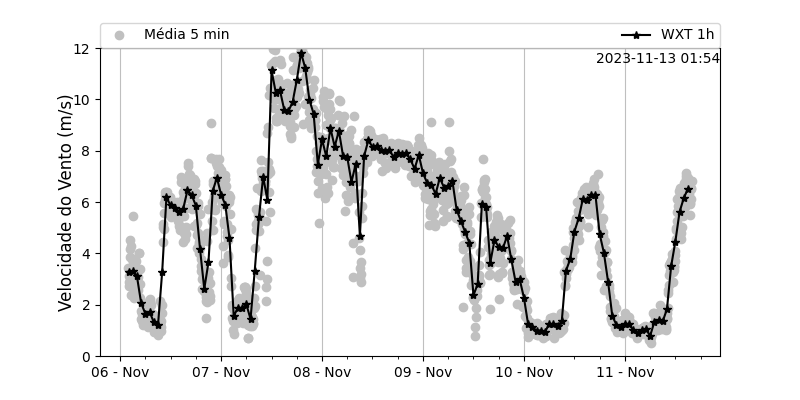 Média 5 min
WXT 1h
2023-11-13 01:54
Velocidade do Vento (m/s)
12
10
8
6
4
2
0
06 - Nov
07 - Nov
08 - Nov
09 - Nov
10 - Nov
11 - Nov